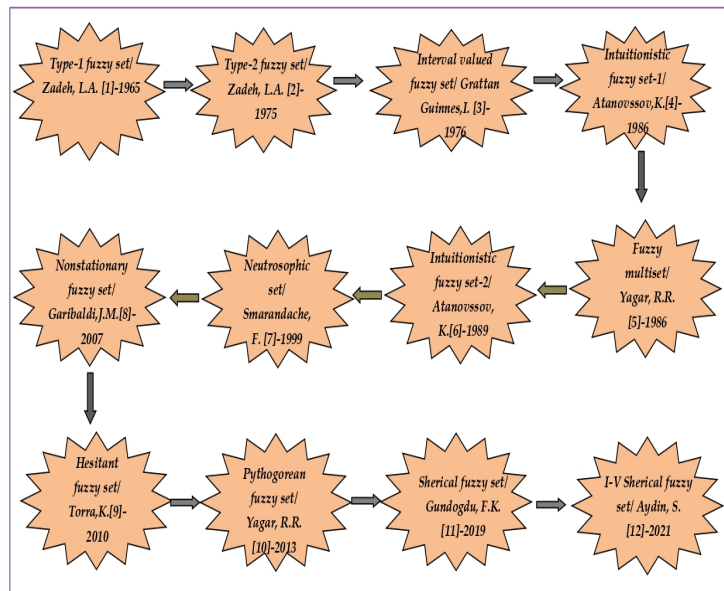 Type-1 fuzzy set/
Zadeh, L.A. [1]-1965
Type-2 fuzzy set/
Zadeh, L.A. [2]-
1975
Interval valued
fuzzy set/ Grattan
Guinnes,I. [3]-
1976
Intuitionistic
fuzzy set-1/
Atanovssov,K.[4]-
1986
Fuzzy
multiset/
Yagar, R.R.
[5]-1986
Intuitionistic
fuzzy set-2/
Atanovssov,
K.[6]-1989
Neutrosophic
set/
Smarandache,
F. [7]-1999
Nonstationary
fuzzy set/
Garibaldi,J.M.[8]-
2007
Hesitant
fuzzy set/
Torra,K.[9]-
2010
Pythogorean
fuzzy set/
Yagar, R.R.
[10]-2013
Sherical fuzzy set/
Gundogdu, F.K.
[11]-2019
I-V Sherical fuzzy
set/ Aydin, S.
[12]-2021